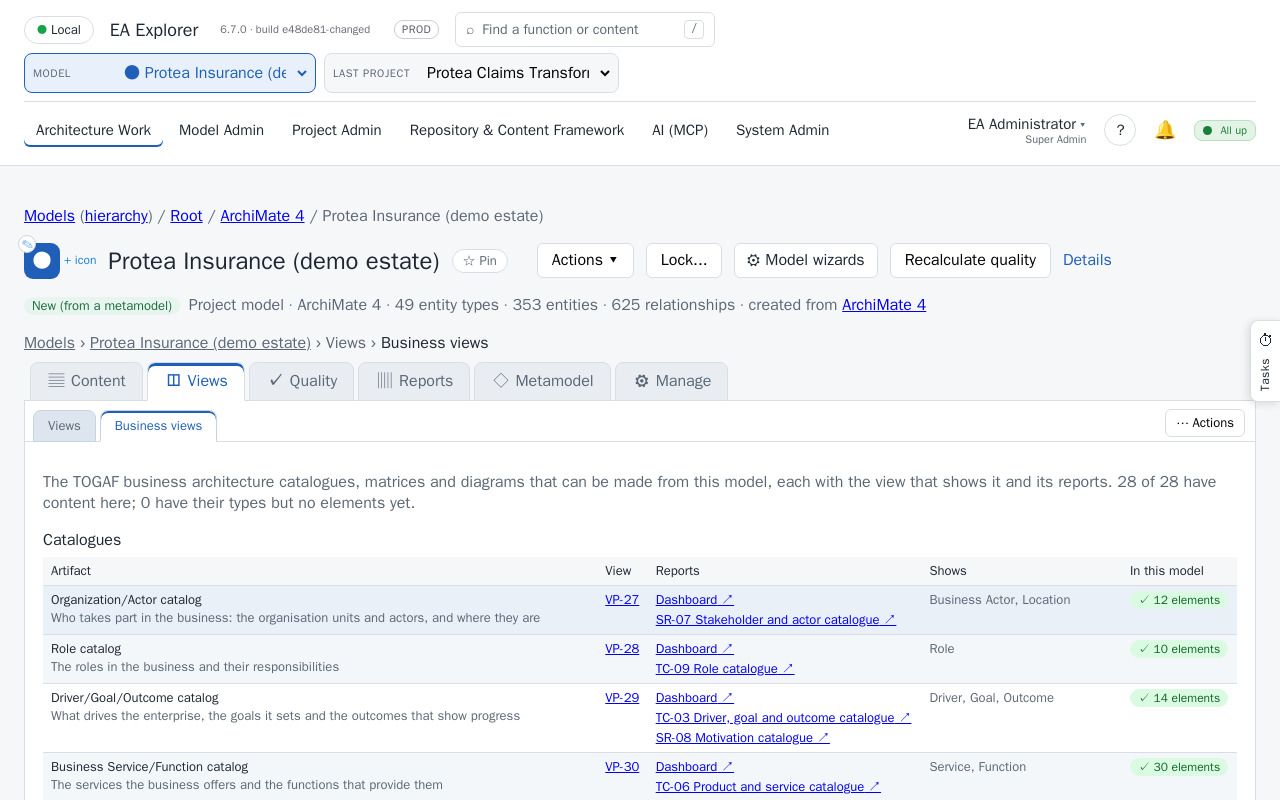 Local EA Explorer 6.7.0 · build e48de81-changed PROD Find a function or content /
MODEL Protea Insurance (de LAST PROJECT Protea Claims Transfor
Architecture Work Model Admin Project Admin Repository & Content Framework AI (MCP) System Admin EA Administrator ▾ ? All up
Super Admin
Models (hierarchy) / Root / ArchiMate 4 / Protea Insurance (demo estate)
+ icon Protea Insurance (demo estate) ☆ Pin Actions ▾ Lock... ⚙ Model wizards Recalculate quality Details
New (from a metamodel) Project model · ArchiMate 4 · 49 entity types · 353 entities · 625 relationships · created from ArchiMate 4
Models › Protea Insurance (demo estate) › Views › Business views
Tasks
Content Views ✓ Quality Reports Metamodel ⚙ Manage
Views Business views ··· Actions
The TOGAF business architecture catalogues, matrices and diagrams that can be made from this model, each with the view that shows it and its reports. 28 of 28 have
content here; 0 have their types but no elements yet.
Catalogues
Artifact View Reports Shows In this model
Organization/Actor catalog VP-27 Dashboard ↗ Business Actor, Location ✓ 12 elements
Who takes part in the business: the organisation units and actors, and where they are SR-07 Stakeholder and actor catalogue ↗
Role catalog VP-28 Dashboard ↗ Role ✓ 10 elements
The roles in the business and their responsibilities TC-09 Role catalogue ↗
Driver/Goal/Outcome catalog VP-29 Dashboard ↗ Driver, Goal, Outcome ✓ 14 elements
What drives the enterprise, the goals it sets and the outcomes that show progress TC-03 Driver, goal and outcome catalogue ↗
SR-08 Motivation catalogue ↗
Business Service/Function catalog VP-30 Dashboard ↗ Service, Function ✓ 30 elements
The services the business offers and the functions that provide them TC-06 Product and service catalogue ↗